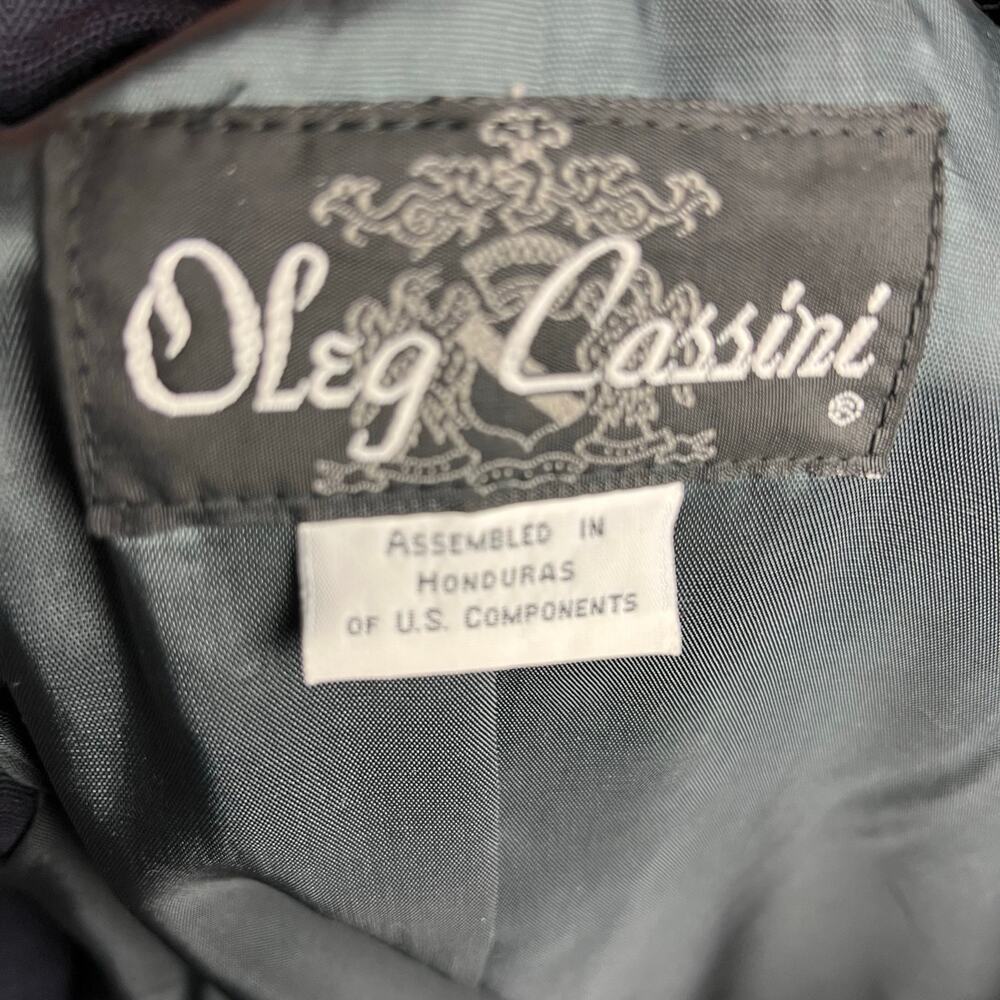 Oleg Cassini ®
ASSEMBLED IN
HONDURAS
OF U.S. COMPONENTS